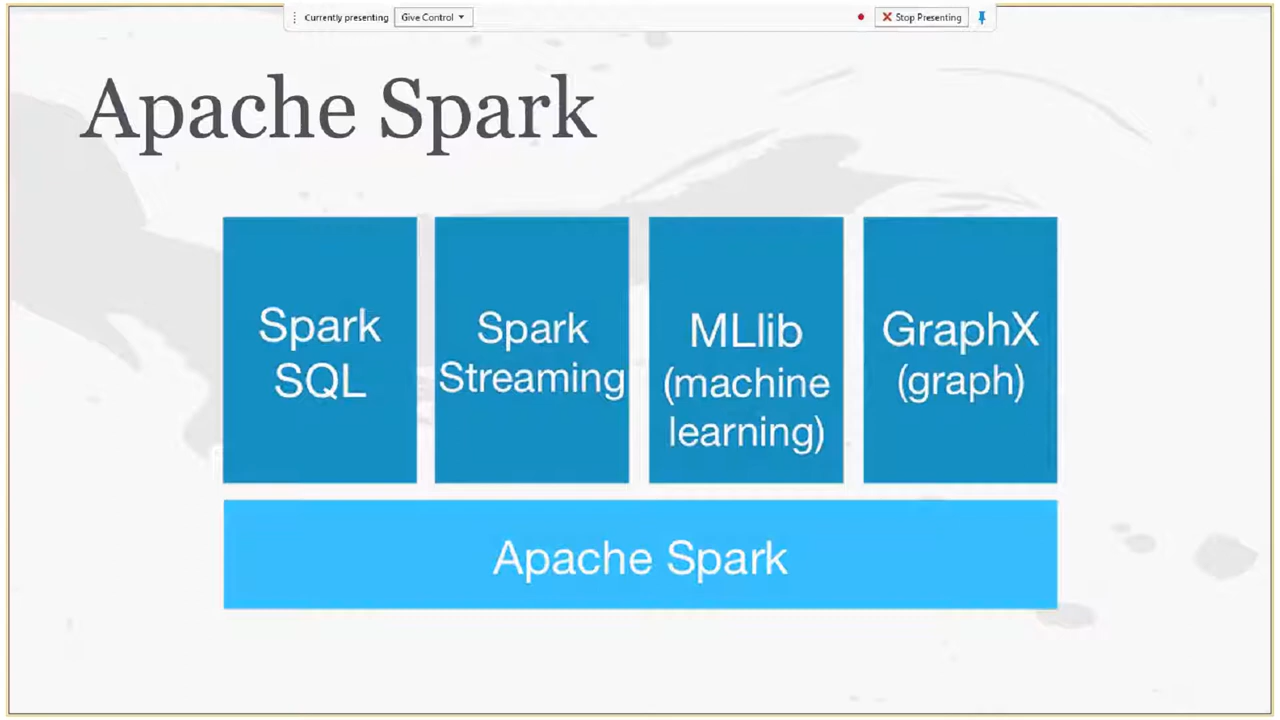 Currently presenting Give Control Stop Presenting
Apache Spark
Spark
SQL
Spark
Streaming
MLlib
(machine
learning)
GraphX
(graph)
Apache Spark